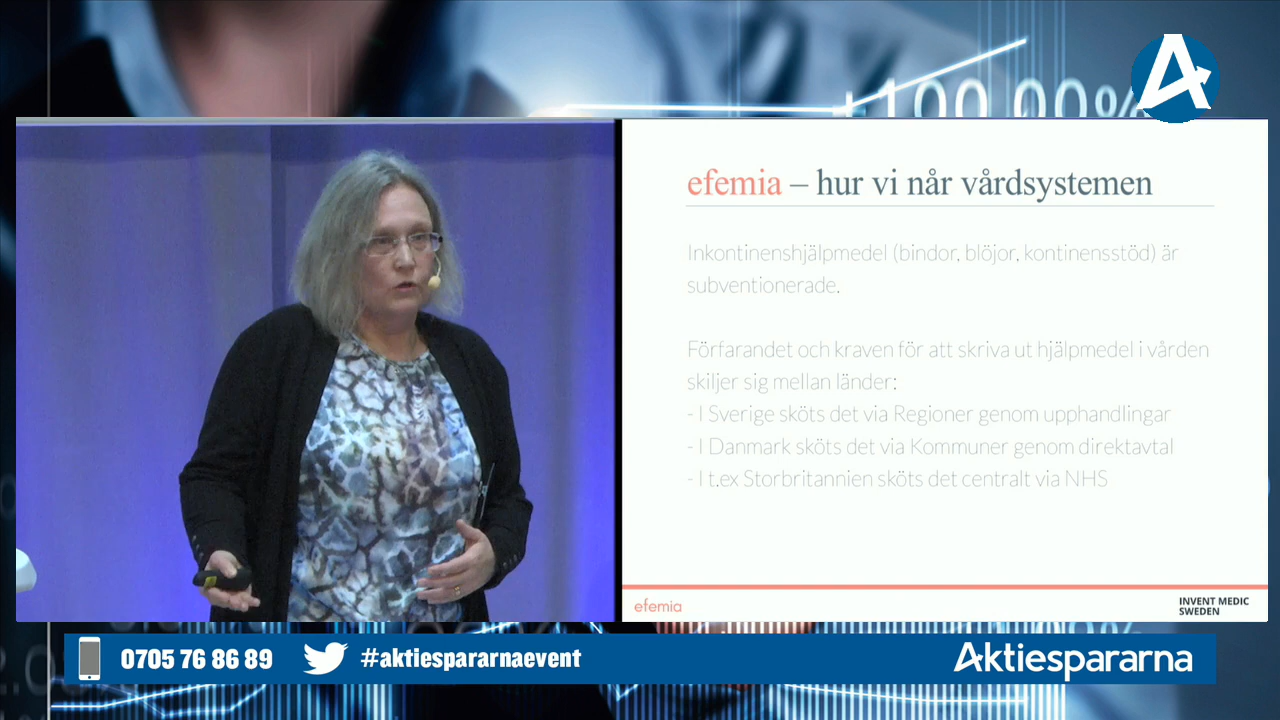 +100.00%
efemia – hur vi når vårdsystemen
Inkontinenshjälpmedel (bindor, blöjor, kontinensstöd) är
subventionerade.
Förfarandet och kraven för att skriva ut hjälpmedel i vården
skiljer sig mellan länder:
- I Sverige sköts det via Regioner genom upphandlingar
- I Danmark sköts det via Kommuner genom direktavtal
- I t.ex Storbritannien sköts det centralt via NHS
efemia
INVENT MEDIC
SWEDEN
0705 76 86 89
#aktiespararnaevent
Aktiespararna